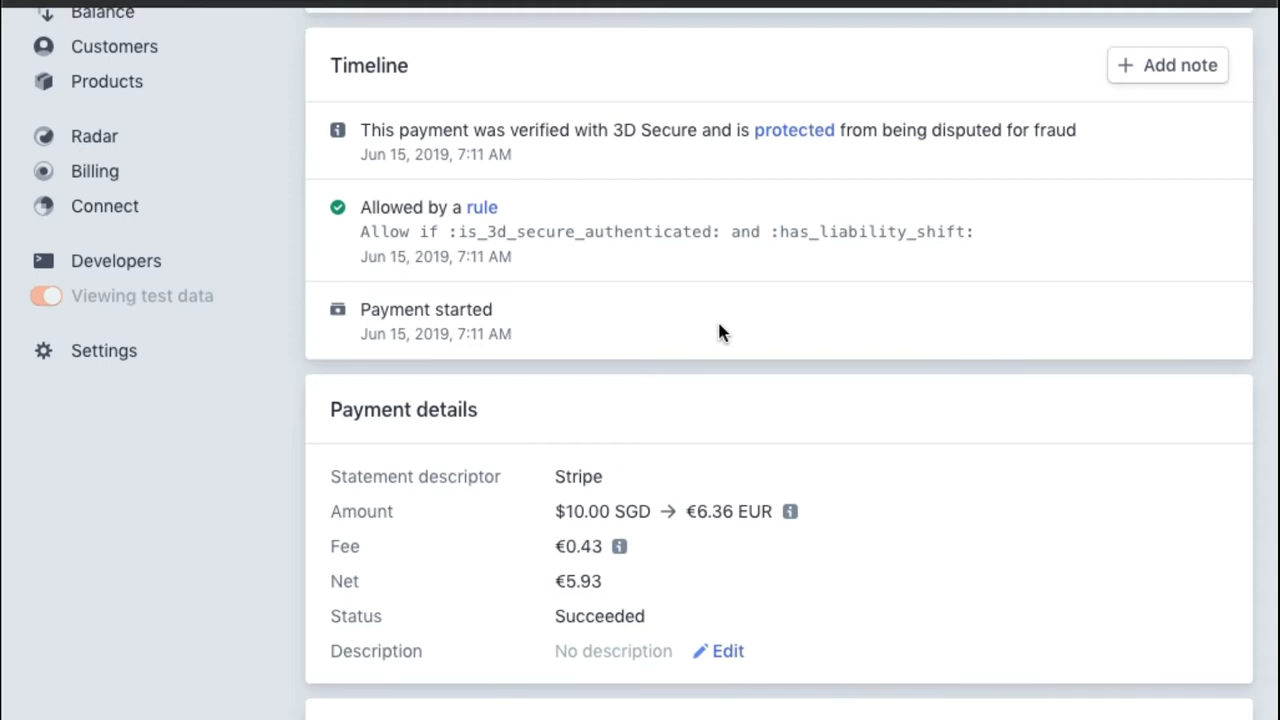 Balance
Customers
Products
Radar
Billing
Connect
Developers
Viewing test data
Settings
Timeline
Add note
This payment was verified with 3D Secure and is protected from being disputed for fraud
Jun 15, 2019, 7:11 AM
Allowed by a rule
Allow if :is_3d_secure_authenticated: and :has_liability_shift:
Jun 15, 2019, 7:11 AM
Payment started
Jun 15, 2019, 7:11 AM
Payment details
Statement descriptor Stripe
Amount $10.00 SGD → €6.36 EUR
Fee €0.43
Net €5.93
Status Succeeded
Description No description Edit